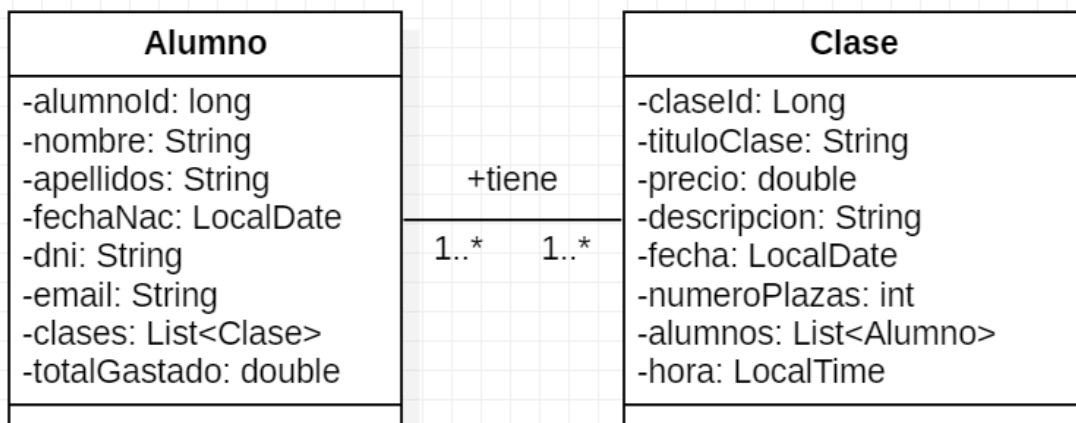 Alumno
-alumnoId: long
-nombre: String
-apellidos: String
-fechaNac: LocalDate
-dni: String
-email: String
-clases: List<Clase>
-totalGastado: double
+tiene
1..*
1..*
Clase
-claseId: Long
-tituloClase: String
-precio: double
-descripcion: String
-fecha: LocalDate
-numeroPlazas: int
-alumnos: List<Alumno>
-hora: LocalTime